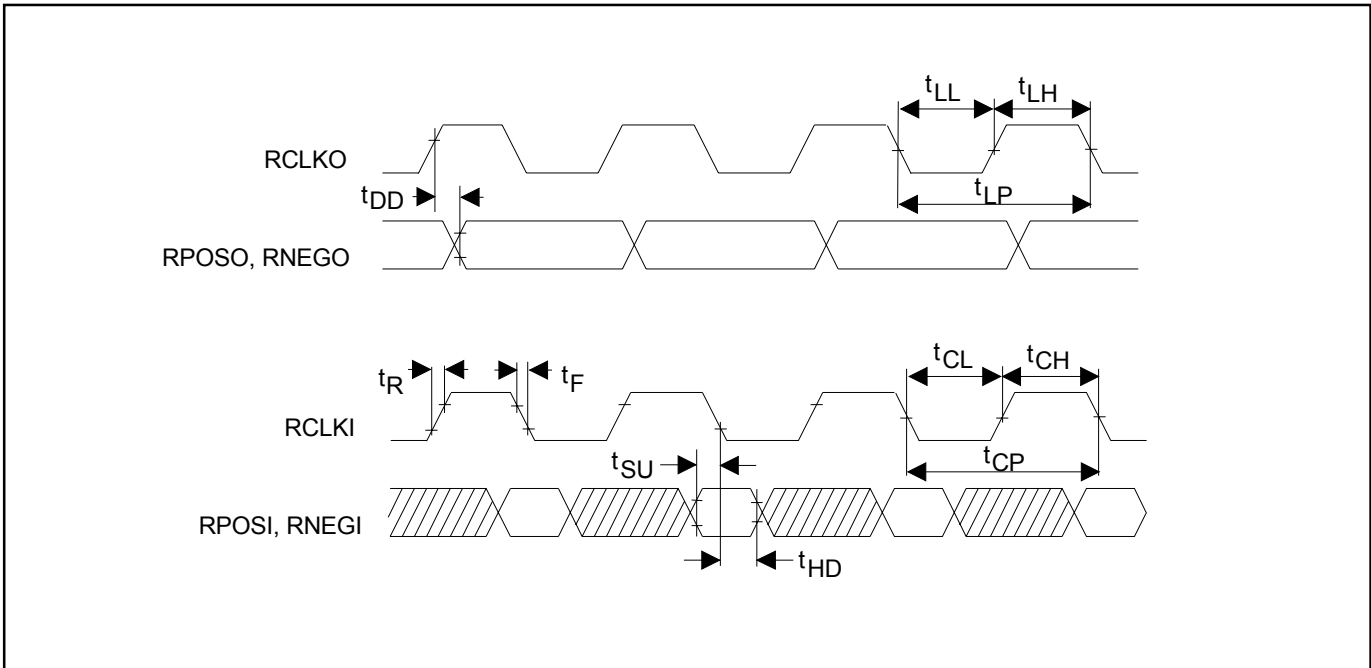 tLL
tLH
RCLKO
tDD
tLP
RPOSO, RNEGO
tCL
tCH
tR
tF
RCLKI
tSU
tCP
RPOSI, RNEGI
tHD